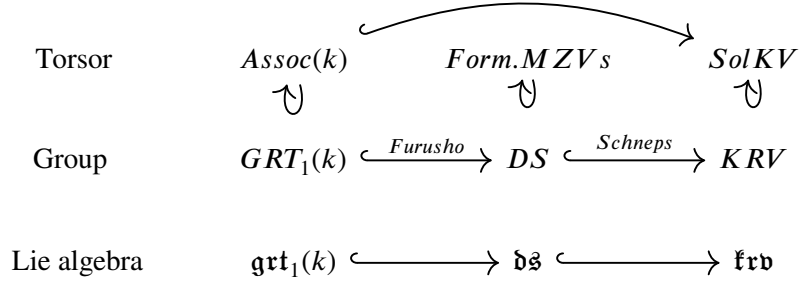 Torsor Assoc(k) Form.MZVs SolKV
Furusho Schneps
Group GRT₁(k) DS KRV
Lie algebra 𝔤𝔯𝔱₁(k) 𝔡𝔰 𝔨𝔯𝔳